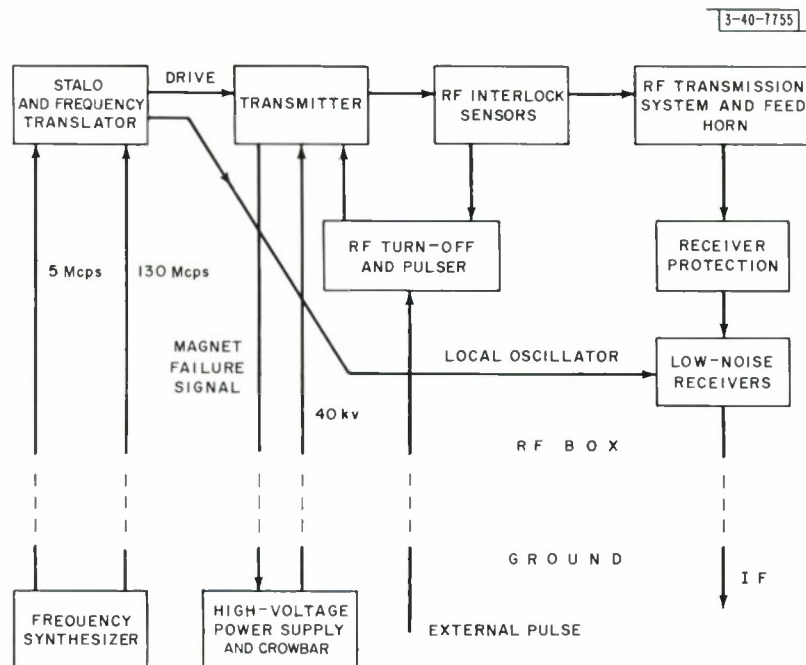 3-40-7755
STALO
AND FREQUENCY
TRANSLATOR
DRIVE
TRANSMITTER
RF INTERLOCK
SENSORS
RF TRANSMISSION
SYSTEM AND FEED
HORN
5 Mcps
130 Mcps
RF TURN-OFF
AND PULSER
RECEIVER
PROTECTION
MAGNET
FAILURE
SIGNAL
40 kv
LOCAL OSCILLATOR
LOW-NOISE
RECEIVERS
RF BOX
GROUND
IF
FREQUENCY
SYNTHESIZER
HIGH-VOLTAGE
POWER SUPPLY
AND CROWBAR
EXTERNAL PULSE